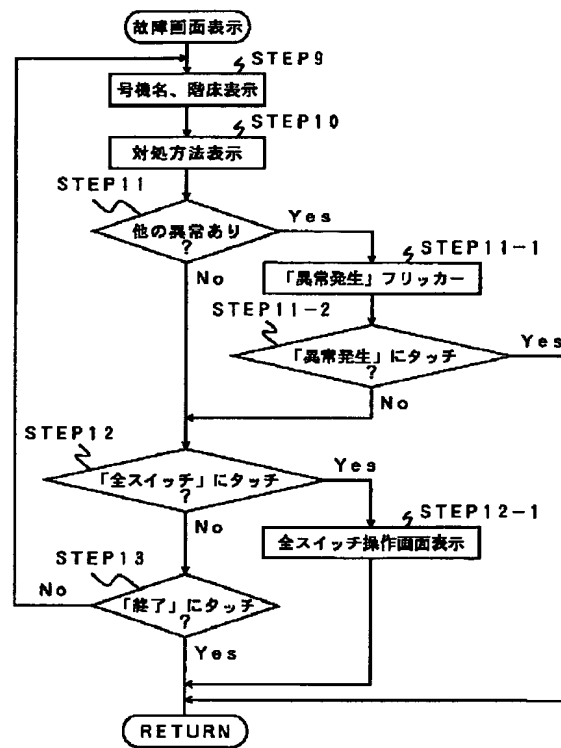 故障画面表示
STEP9
号機名、階床表示
STEP10
対処方法表示
STEP11
他の異常あり
?
Yes
No
STEP11-1
「異常発生」フリッカー
STEP11-2
「異常発生」にタッチ
?
Yes
No
STEP12
「全スイッチ」にタッチ
?
Yes
No
STEP12-1
全スイッチ操作画面表示
STEP13
「終了」にタッチ
?
No
Yes
RETURN